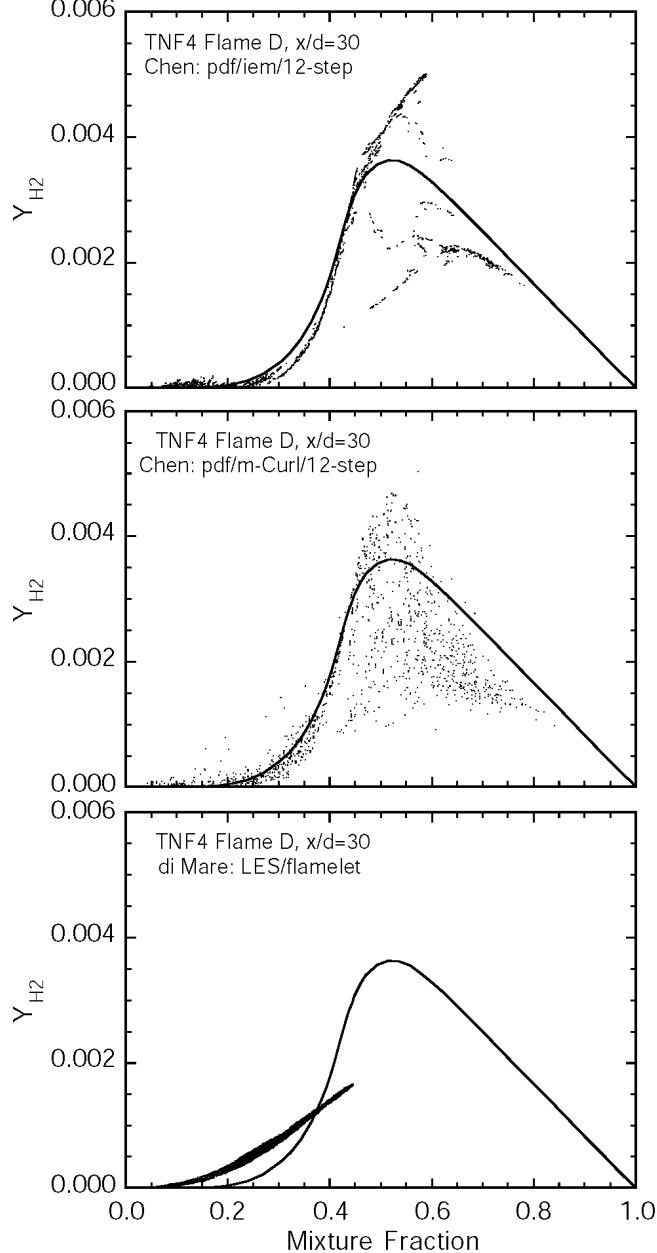 0.006
TNF4 Flame D, x/d=30
Chen: pdf/iem/12-step
0.004
Y_H2
0.002
0.000
0.006
TNF4 Flame D, x/d=30
Chen: pdf/m-Curl/12-step
0.004
Y_H2
0.002
0.000
0.006
TNF4 Flame D, x/d=30
di Mare: LES/flamelet
0.004
Y_H2
0.002
0.000
0.0 0.2 0.4 0.6 0.8 1.0
Mixture Fraction